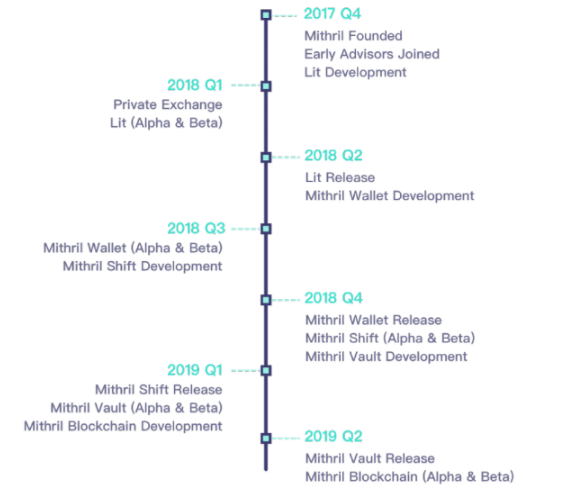 2017 Q4
Mithril Founded
Early Advisors Joined
Lit Development
2018 Q1
Private Exchange
Lit (Alpha & Beta)
2018 Q2
Lit Release
Mithril Wallet Development
2018 Q3
Mithril Wallet (Alpha & Beta)
Mithril Shift Development
2018 Q4
Mithril Wallet Release
Mithril Shift (Alpha & Beta)
Mithril Vault Development
2019 Q1
Mithril Shift Release
Mithril Vault (Alpha & Beta)
Mithril Blockchain Development
2019 Q2
Mithril Vault Release
Mithril Blockchain (Alpha & Beta)